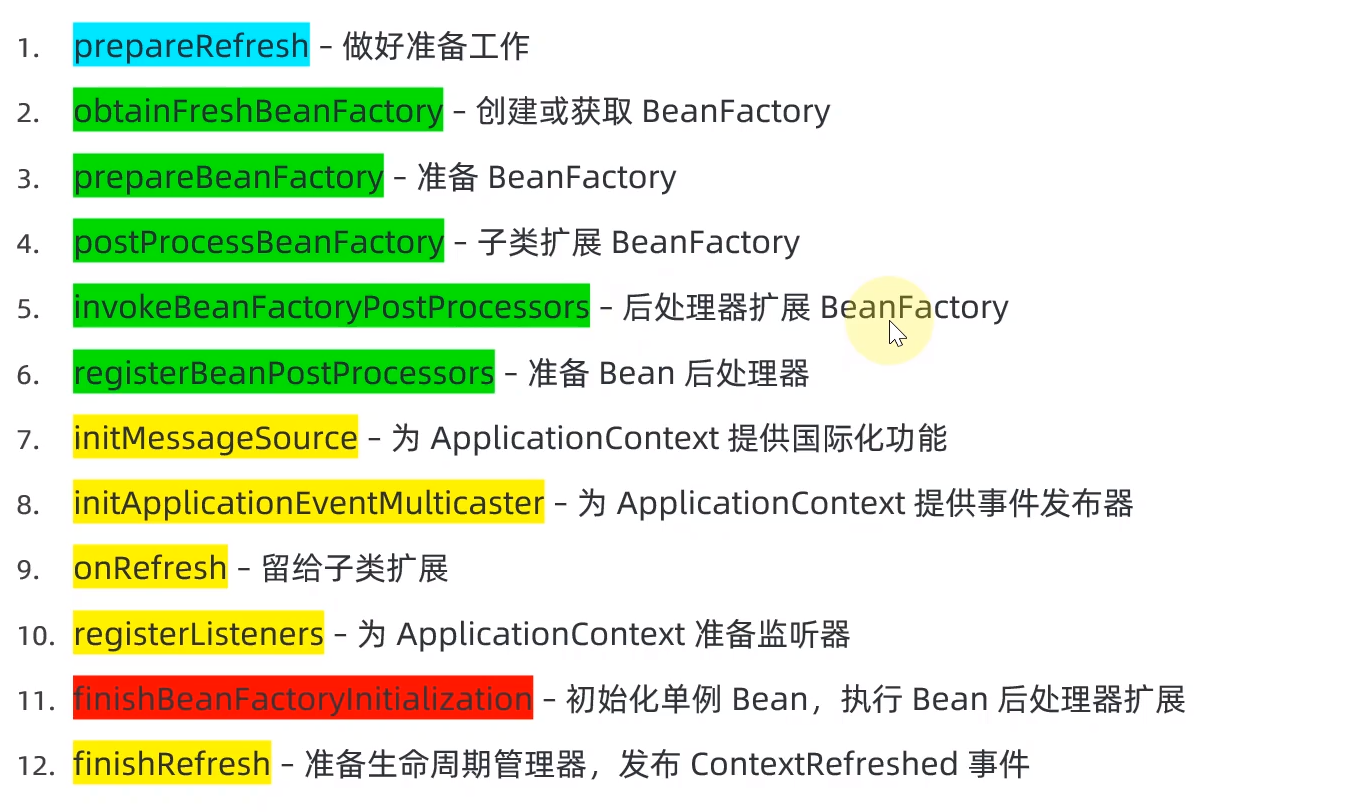 1. prepareRefresh – 做好准备工作
2. obtainFreshBeanFactory – 创建或获取 BeanFactory
3. prepareBeanFactory – 准备 BeanFactory
4. postProcessBeanFactory – 子类扩展 BeanFactory
5. invokeBeanFactoryPostProcessors – 后处理器扩展 BeanFactory
6. registerBeanPostProcessors – 准备 Bean 后处理器
7. initMessageSource – 为 ApplicationContext 提供国际化功能
8. initApplicationEventMulticaster – 为 ApplicationContext 提供事件发布器
9. onRefresh – 留给子类扩展
10. registerListeners – 为 ApplicationContext 准备监听器
11. finishBeanFactoryInitialization – 初始化单例 Bean，执行 Bean 后处理器扩展
12. finishRefresh – 准备生命周期管理器，发布 ContextRefreshed 事件